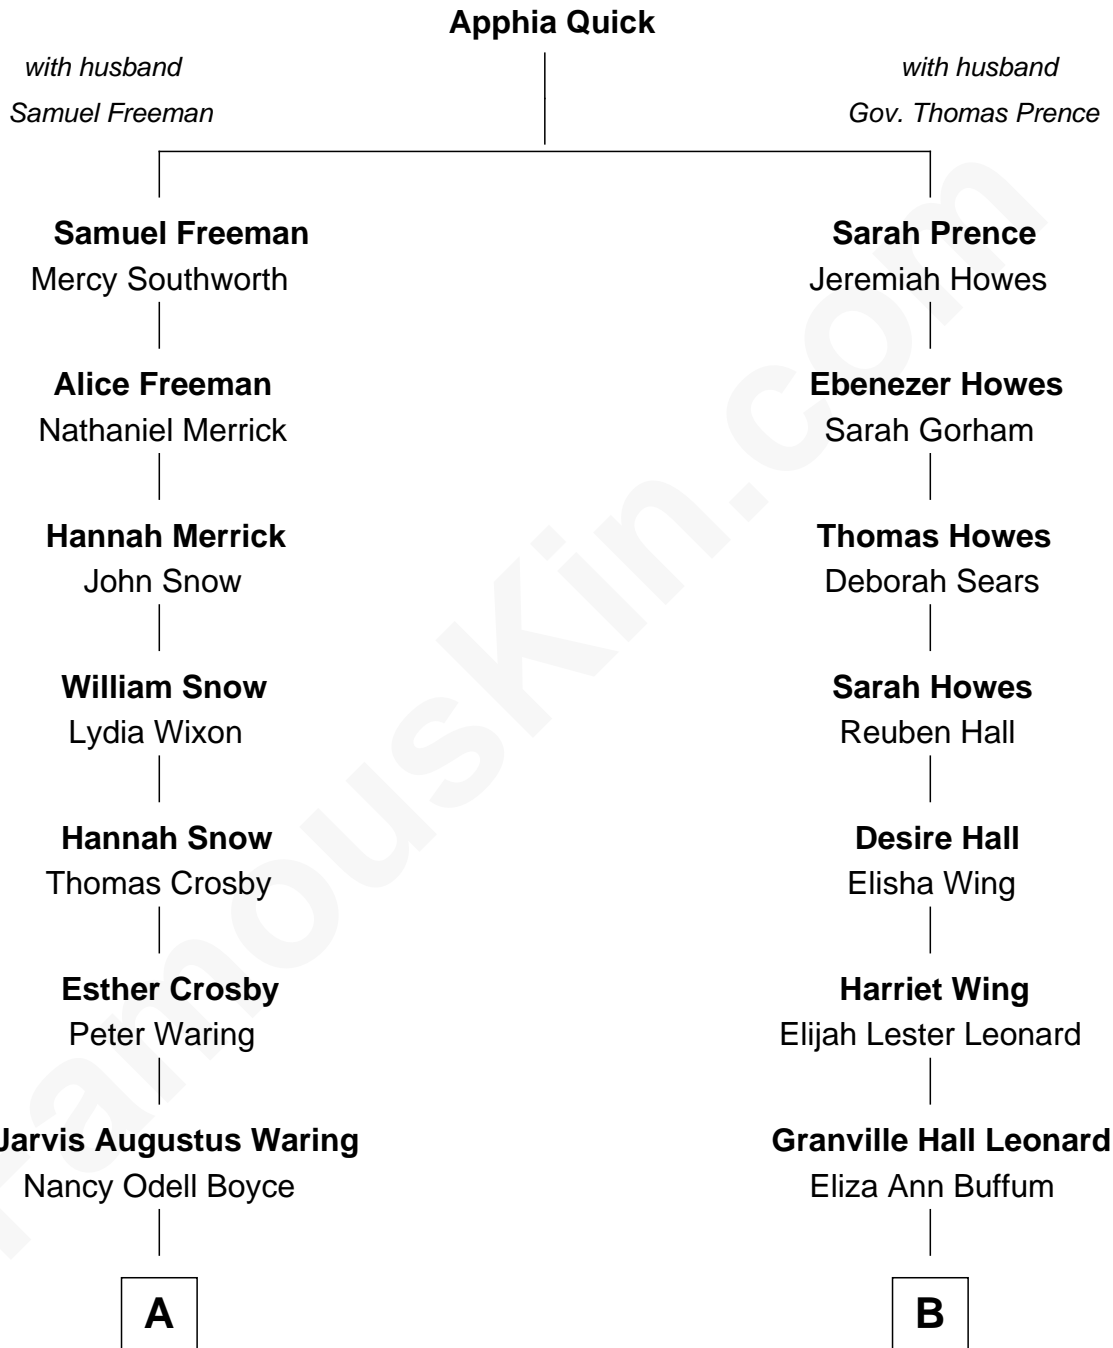 Apphia Quick
with husband
Samuel Freeman
with husband
Gov. Thomas Prence
Samuel Freeman
Mercy Southworth
Sarah Prence
Jeremiah Howes
Alice Freeman
Nathaniel Merrick
Ebenezer Howes
Sarah Gorham
Hannah Merrick
John Snow
Thomas Howes
Deborah Sears
William Snow
Lydia Wixon
Sarah Howes
Reuben Hall
Hannah Snow
Thomas Crosby
Desire Hall
Elisha Wing
Esther Crosby
Peter Waring
Harriet Wing
Elijah Lester Leonard
Jarvis Augustus Waring
Nancy Odell Boyce
Granville Hall Leonard
Eliza Ann Buffum
A
B
FamousKin.com